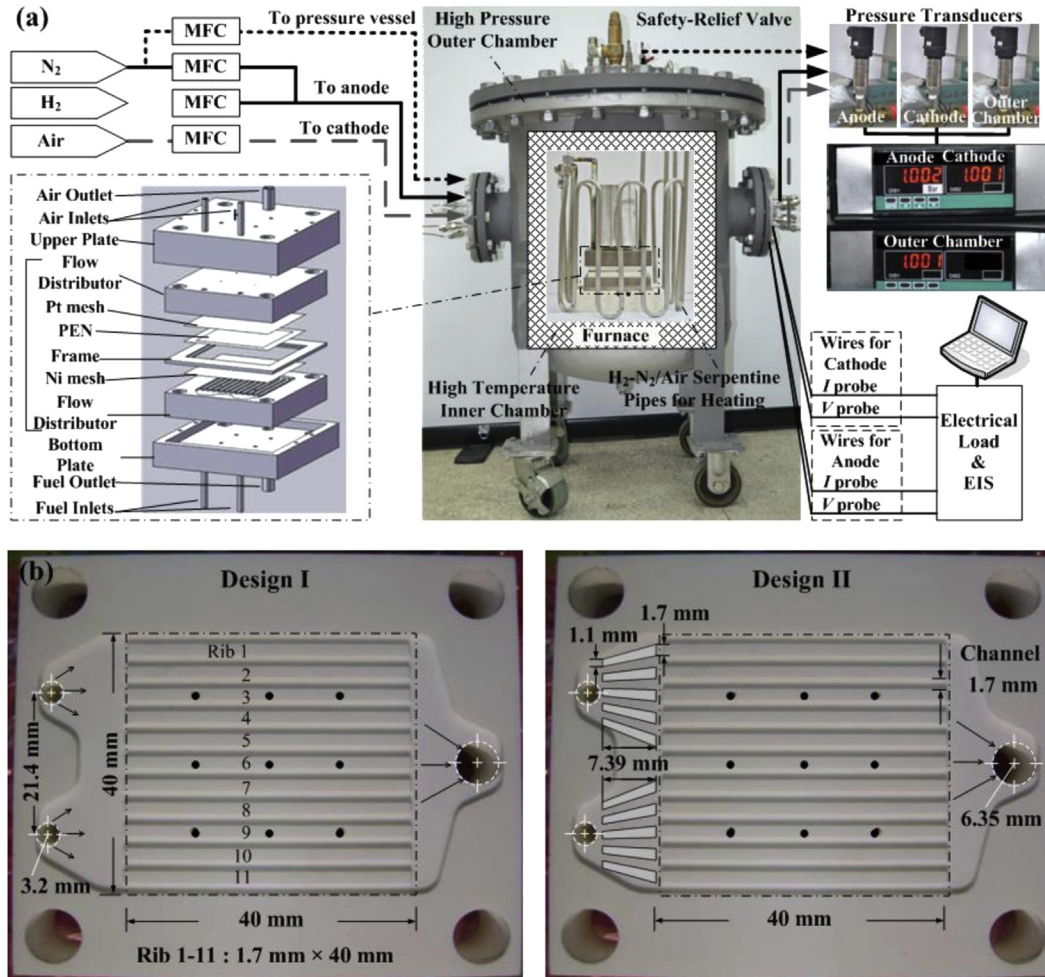 (a)
To pressure vessel
MFC
N₂
MFC
H₂
MFC
To anode
Air
MFC
To cathode
High Pressure
Outer Chamber
Safety-Relief Valve
Pressure Transducers
Anode
Cathode
Outer
Chamber
Anode Cathode
1.002
1.001
Bar
Outer Chamber
1.001
Air Outlet
Air Inlets
Upper Plate
Flow
Distributor
Pt mesh
PEN
Frame
Ni mesh
Flow
Distributor
Bottom
Plate
Fuel Outlet
Fuel Inlets
Furnace
High Temperature
Inner Chamber
H₂-N₂/Air Serpentine
Pipes for Heating
Wires for
Cathode
I probe
V probe
Wires for
Anode
I probe
V probe
Electrical
Load
&
EIS
(b)
Design I
Rib 1
2
3
4
5
6
7
8
9
10
11
21.4 mm
40 mm
3.2 mm
40 mm
Rib 1-11 : 1.7 mm × 40 mm
Design II
1.7 mm
1.1 mm
Channel
1.7 mm
7.39 mm
6.35 mm
40 mm